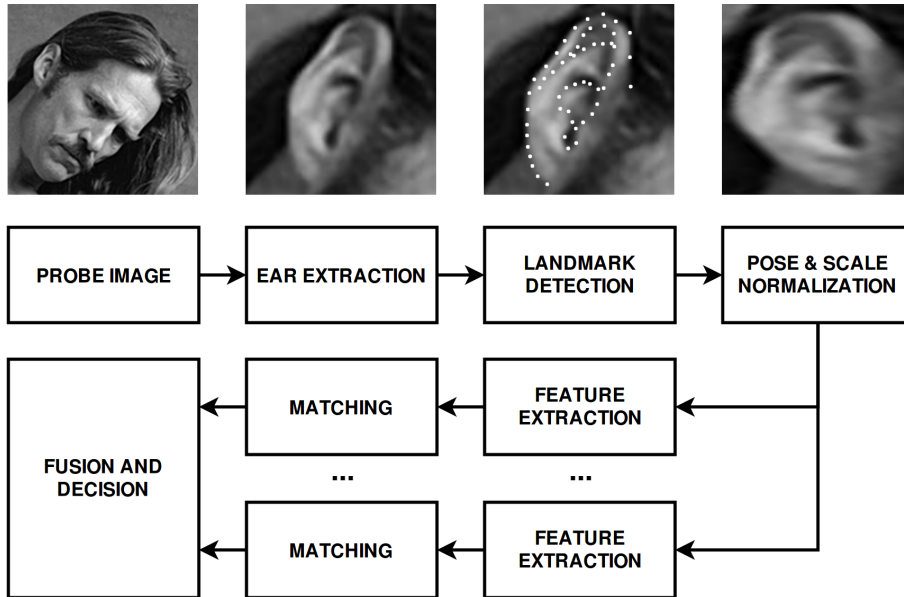 PROBE IMAGE
EAR EXTRACTION
LANDMARK
DETECTION
POSE & SCALE
NORMALIZATION
FUSION AND
DECISION
MATCHING
FEATURE
EXTRACTION
...
...
MATCHING
FEATURE
EXTRACTION